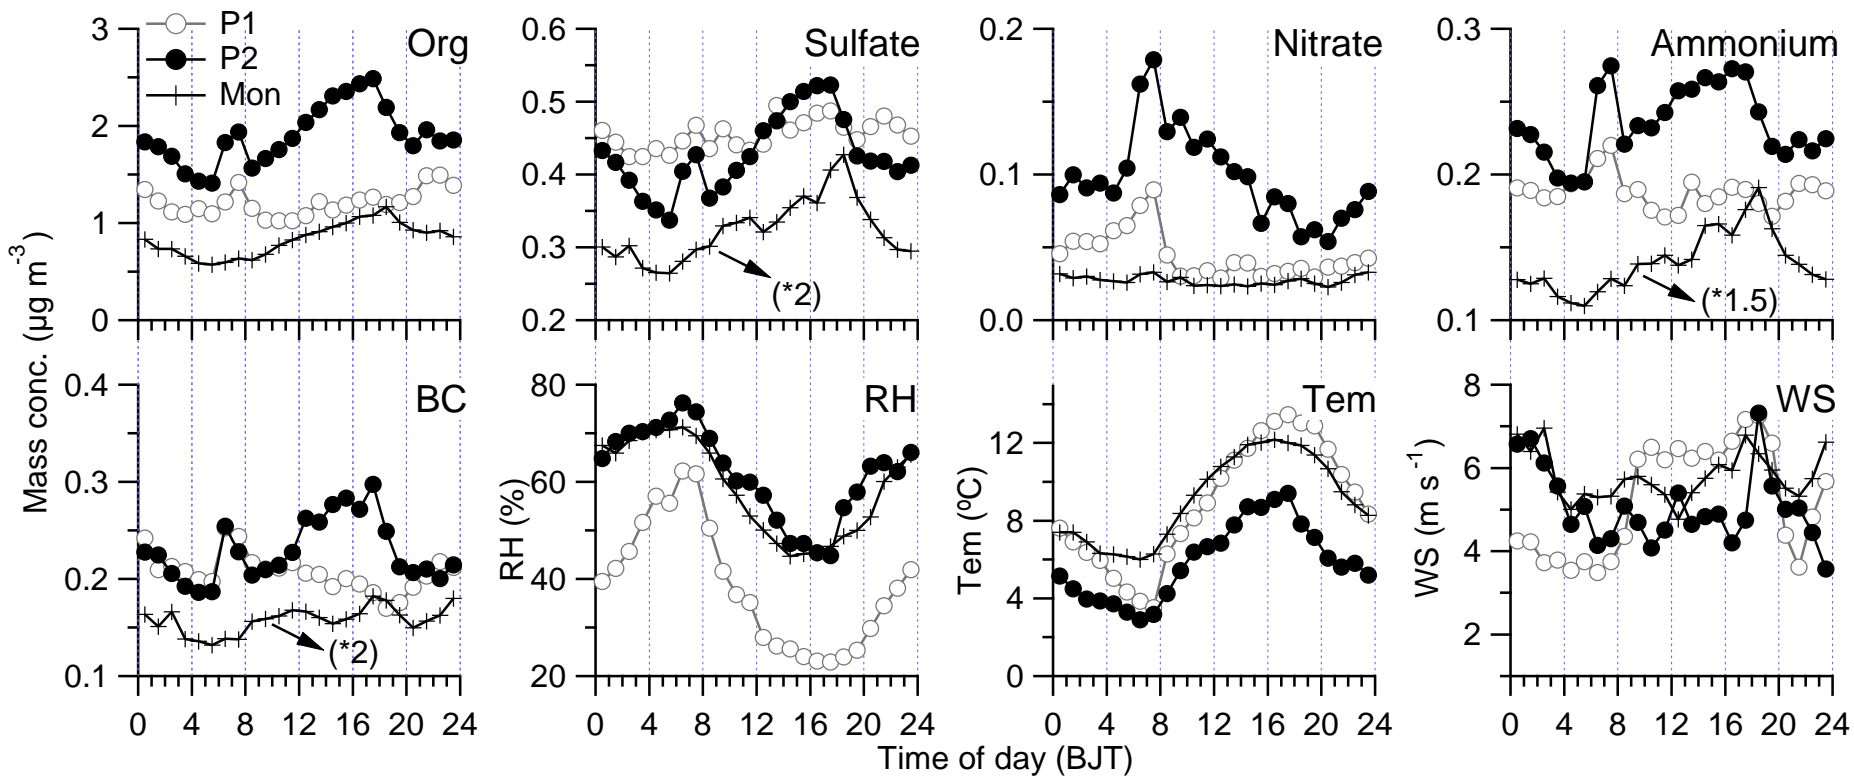 P1
P2
Mon
Org
Sulfate
Nitrate
Ammonium
3
2
1
0
0.6
0.5
0.4
0.3
0.2
(*2)
0.2
0.1
0.0
0.3
0.2
0.1
(*1.5)
Mass conc. (µg m-3)
BC
RH
Tem
WS
0.4
0.3
0.2
0.1
(*2)
RH (%)
80
60
40
20
Tem (ºC)
12
8
4
0
WS (m s-1)
8
6
4
2
0 4 8 12 16 20 24
0 4 8 12 16 20 24
0 4 8 12 16 20 24
0 4 8 12 16 20 24
Time of day (BJT)